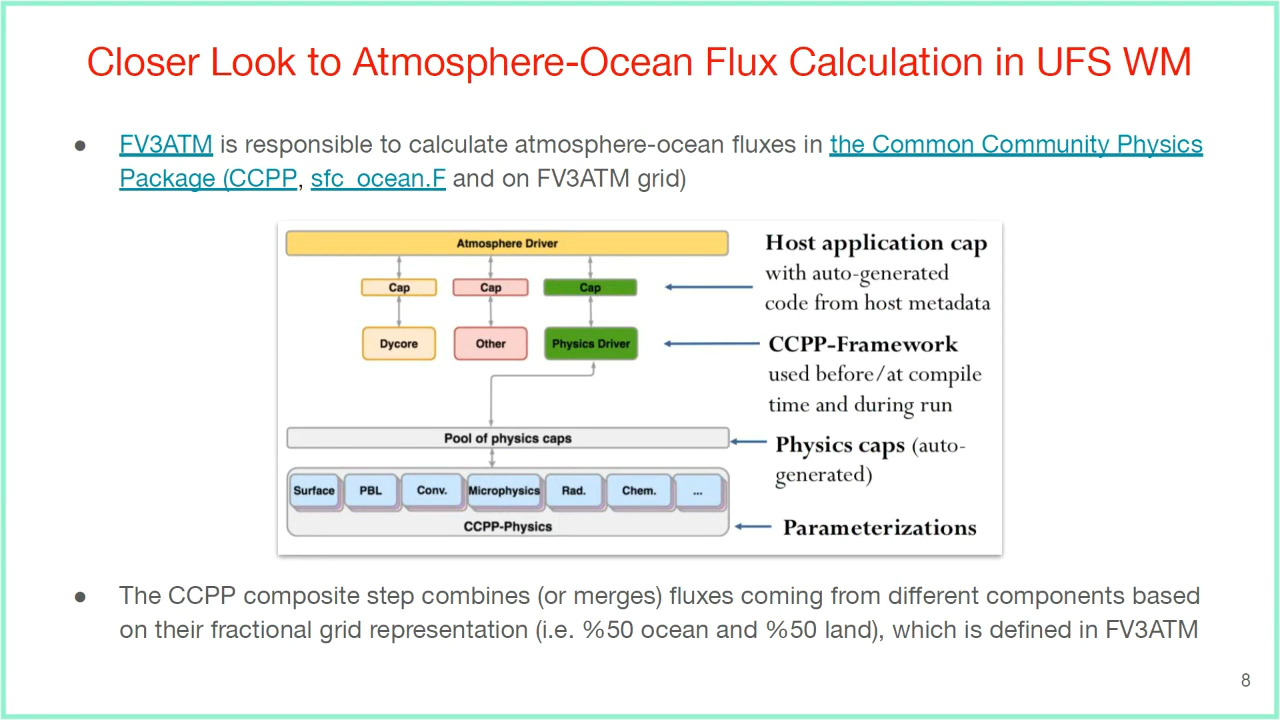 Closer Look to Atmosphere-Ocean Flux Calculation in UFS WM
● FV3ATM is responsible to calculate atmosphere-ocean fluxes in the Common Community Physics
Package (CCPP, sfc_ocean.F and on FV3ATM grid)
Atmosphere Driver
Cap Cap Cap
Dycore Other Physics Driver
Pool of physics caps
Surface PBL Conv. Microphysics Rad. Chem. ...
CCPP-Physics
Host application cap
with auto-generated
code from host metadata
CCPP-Framework
used before/at compile
time and during run
Physics caps (auto-
generated)
Parameterizations
● The CCPP composite step combines (or merges) fluxes coming from different components based
on their fractional grid representation (i.e. %50 ocean and %50 land), which is defined in FV3ATM
8